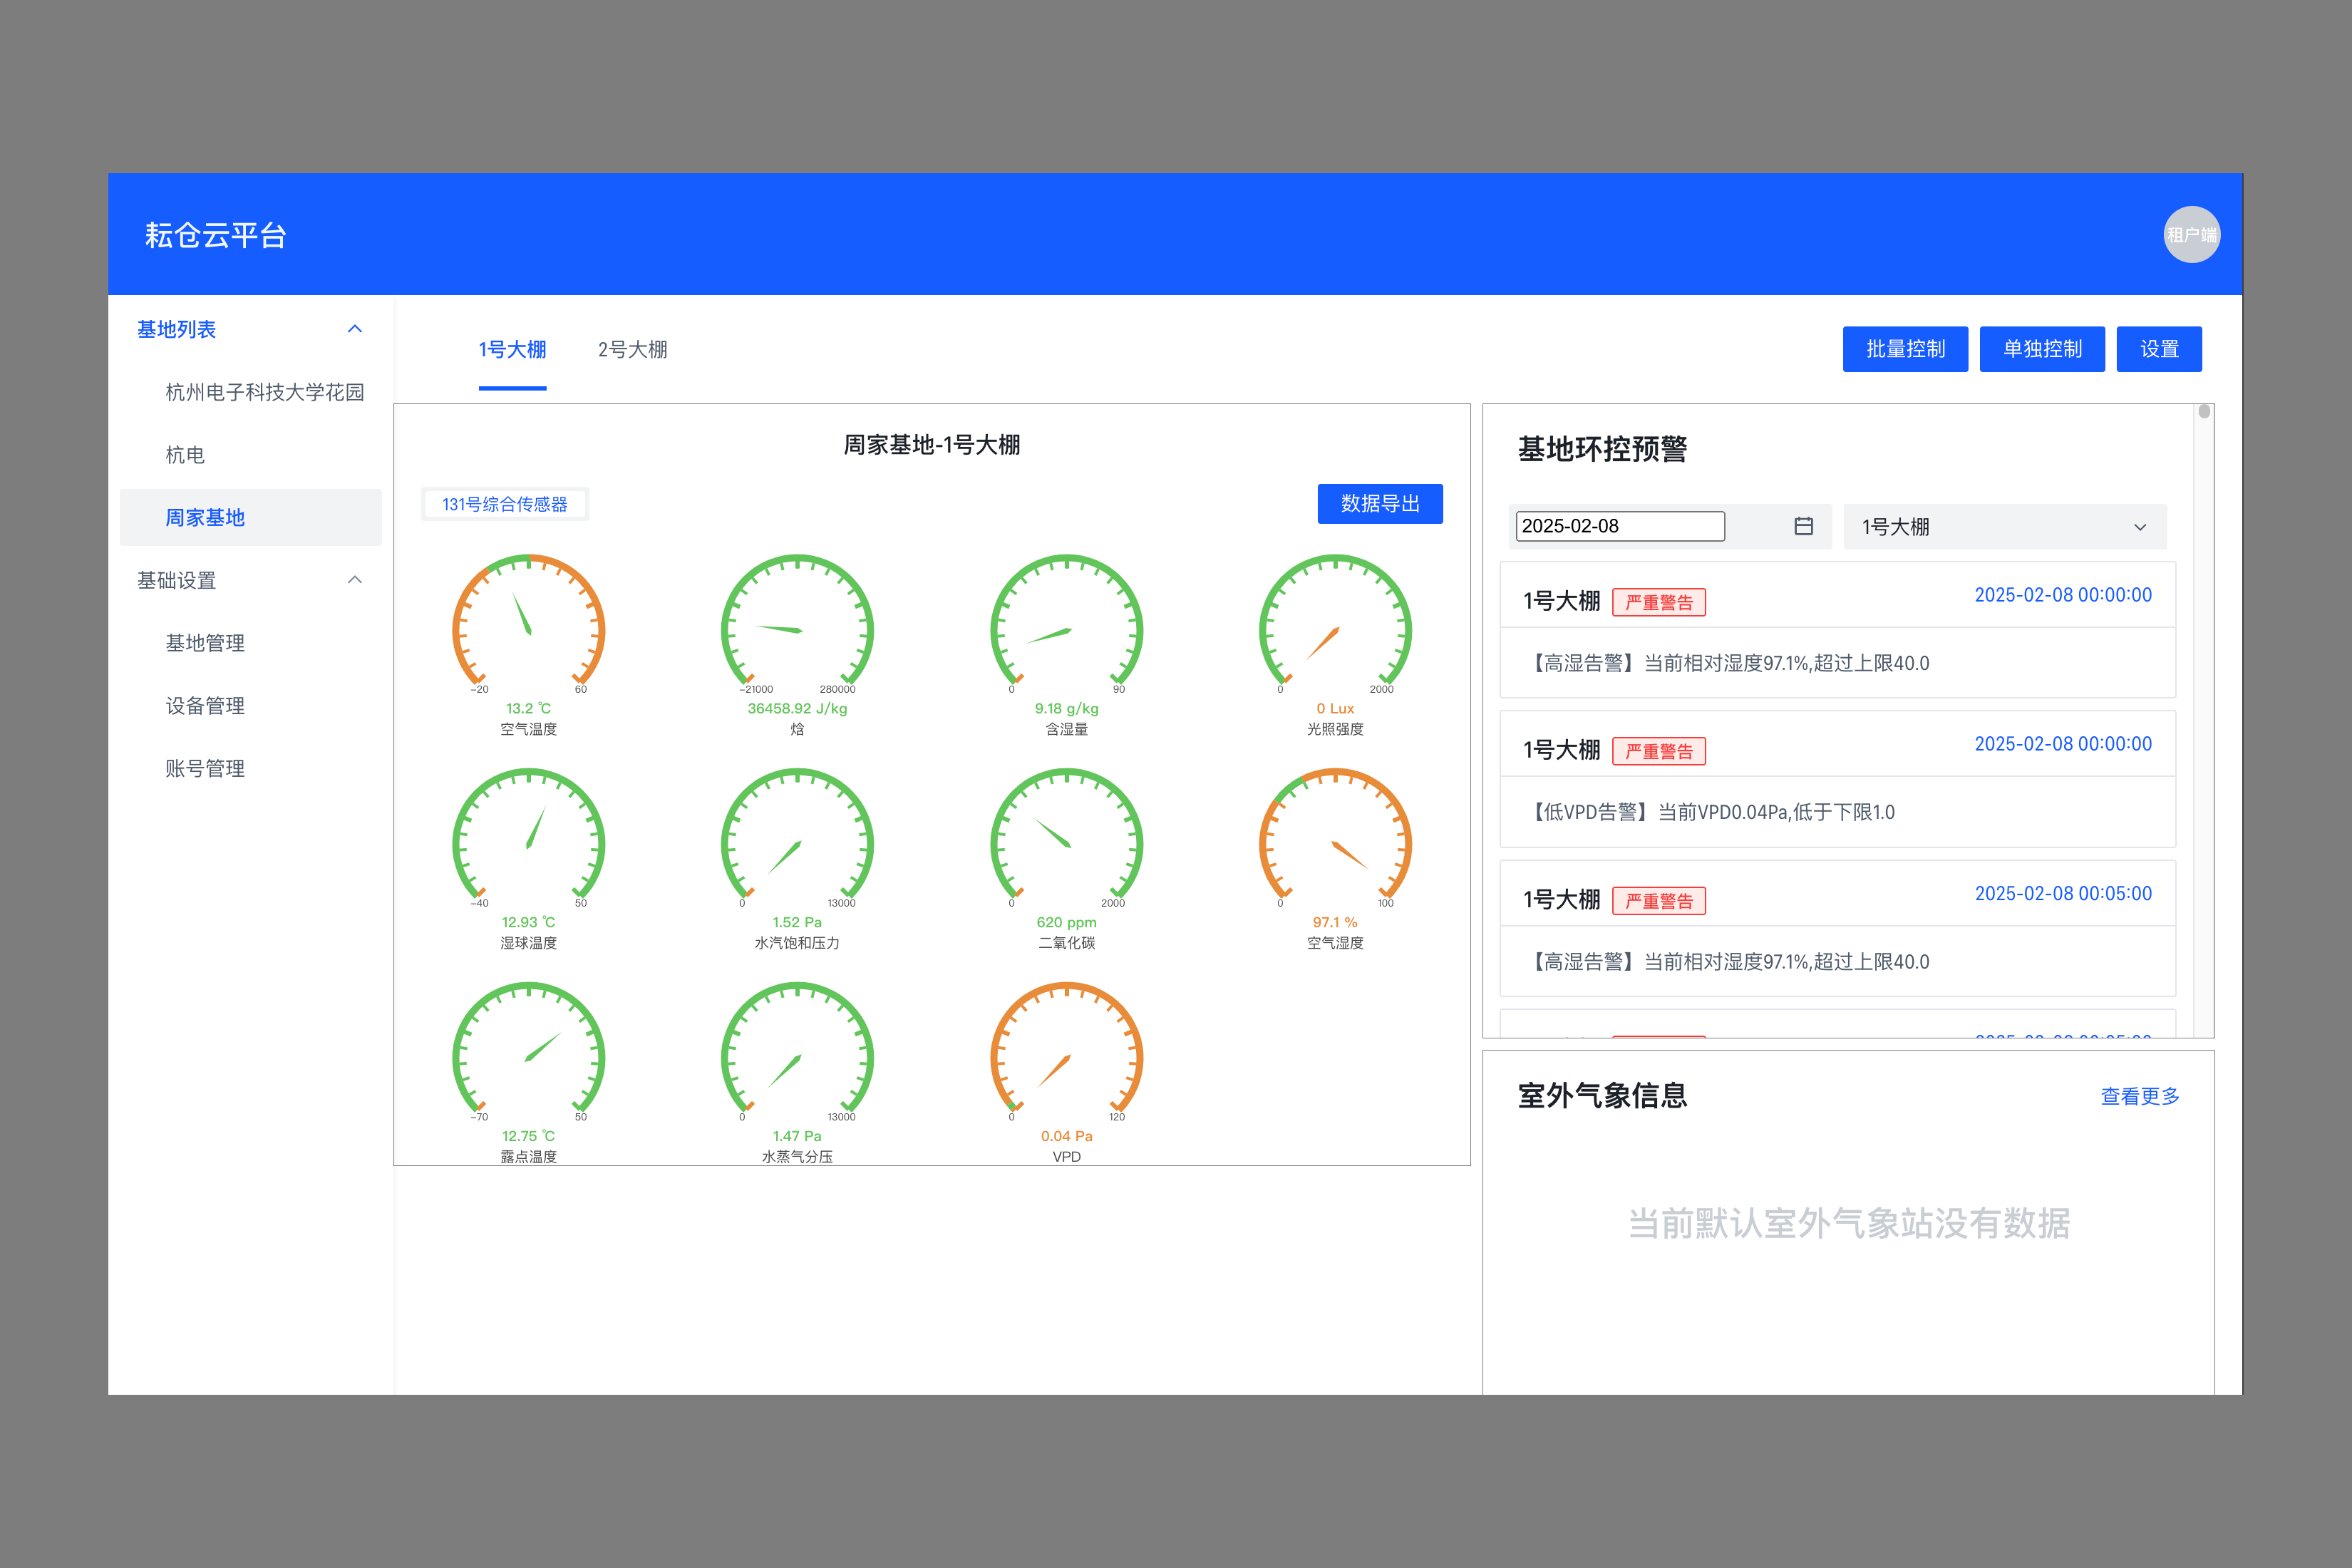 耘仓云平台
租户端
基地列表
杭州电子科技大学花园
杭电
周家基地
基础设置
基地管理
设备管理
账号管理
1号大棚
2号大棚
批量控制
单独控制
设置
周家基地-1号大棚
131号综合传感器
数据导出
-20
60
13.2 ℃
空气温度
-21000
280000
36458.92 J/kg
焓
0
90
9.18 g/kg
含湿量
0
2000
0 Lux
光照强度
-40
50
12.93 ℃
湿球温度
0
13000
1.52 Pa
水汽饱和压力
0
2000
620 ppm
二氧化碳
0
100
97.1 %
空气湿度
-70
50
12.75 ℃
露点温度
0
13000
1.47 Pa
水蒸气分压
0
120
0.04 Pa
VPD
基地环控预警
2025-02-08
1号大棚
1号大棚 严重警告 2025-02-08 00:00:00
【高湿告警】当前相对湿度97.1%,超过上限40.0
1号大棚 严重警告 2025-02-08 00:00:00
【低VPD告警】当前VPD0.04Pa,低于下限1.0
1号大棚 严重警告 2025-02-08 00:05:00
【高湿告警】当前相对湿度97.1%,超过上限40.0
室外气象信息
查看更多
当前默认室外气象站没有数据